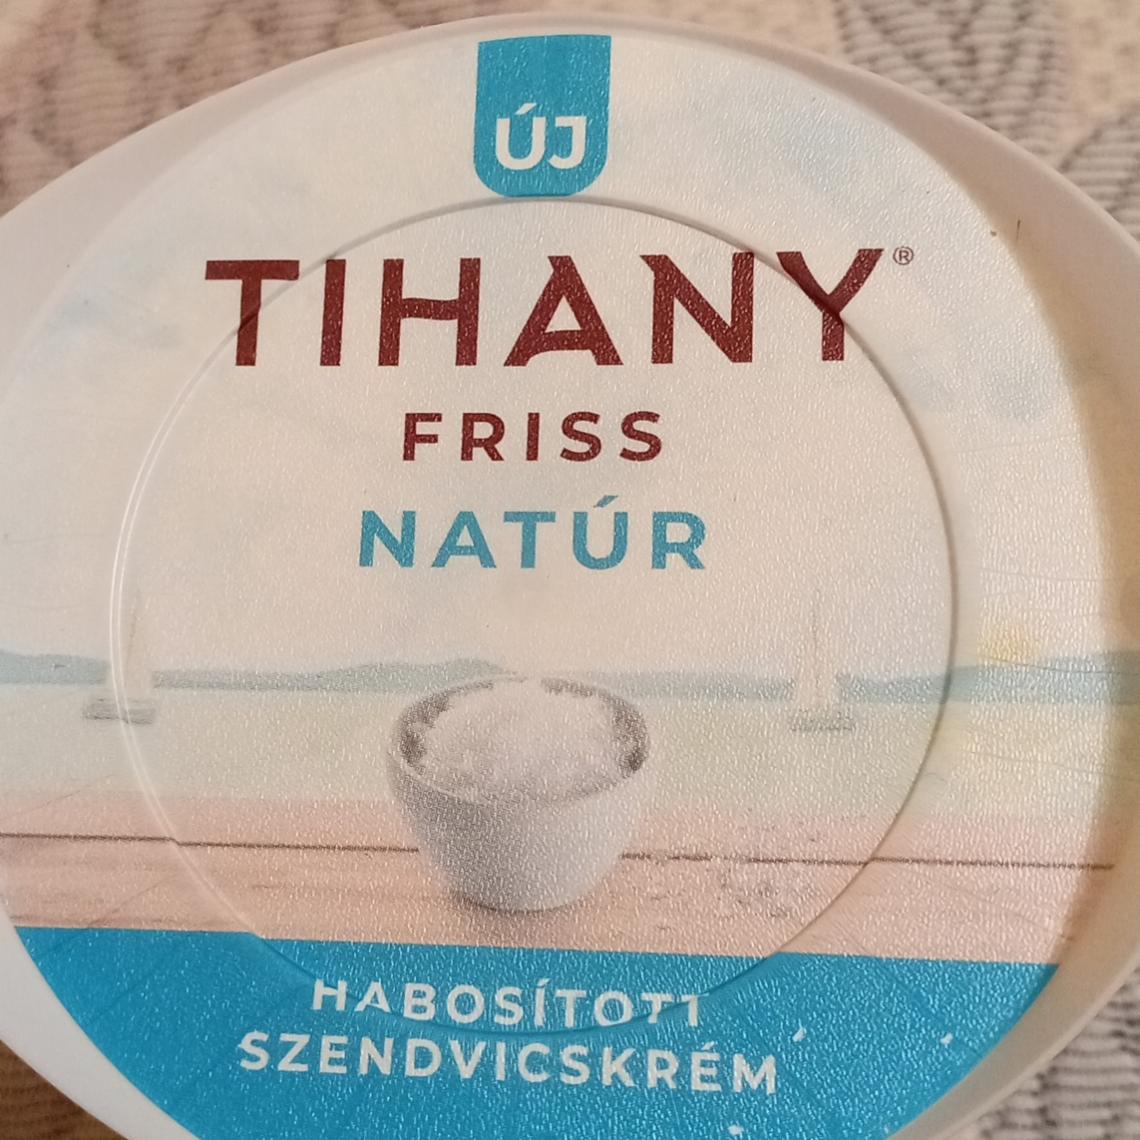 ÚJ
TIHANY®
FRISS
NATÚR
HABOSÍTOTT
SZENDVICSKRÉM